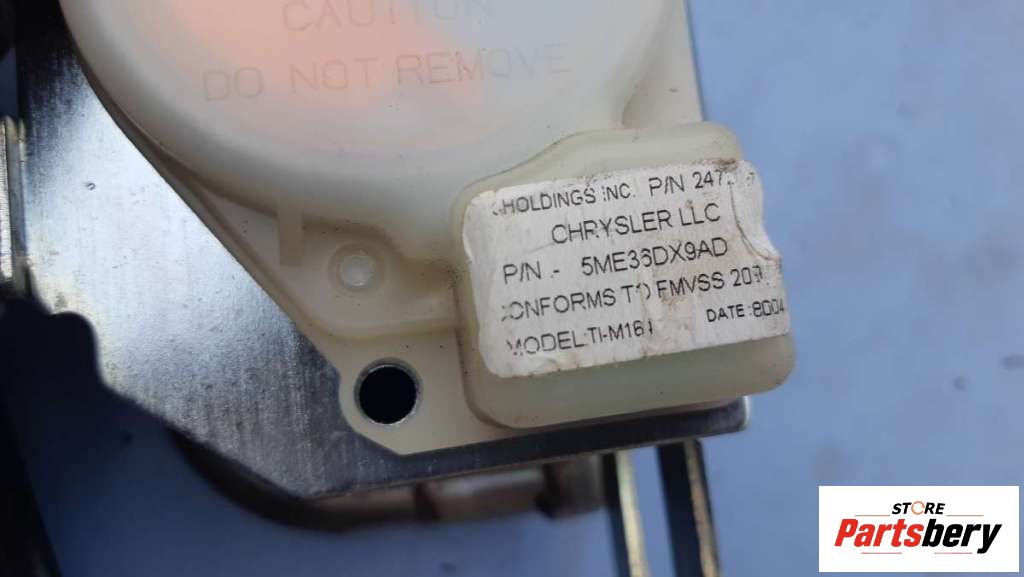 CAUTION
DO NOT REMOVE
HOLDINGS INC. P/N 247
CHRYSLER LLC
P/N - 5ME36DX9AD
CONFORMS TO FMVSS 209
MODEL:TI-M161 DATE:8D04
STORE
Partsbery